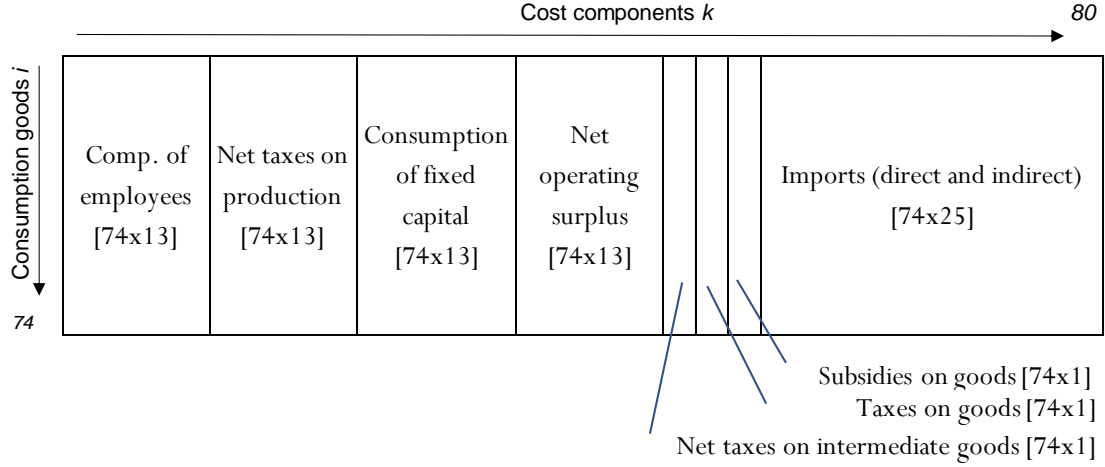 Cost components k
80
Consumption goods i
74
Comp. of
employees
[74x13]
Net taxes on
production
[74x13]
Consumption
of fixed
capital
[74x13]
Net
operating
surplus
[74x13]
Imports (direct and indirect)
[74x25]
Subsidies on goods [74x1]
Taxes on goods [74x1]
Net taxes on intermediate goods [74x1]